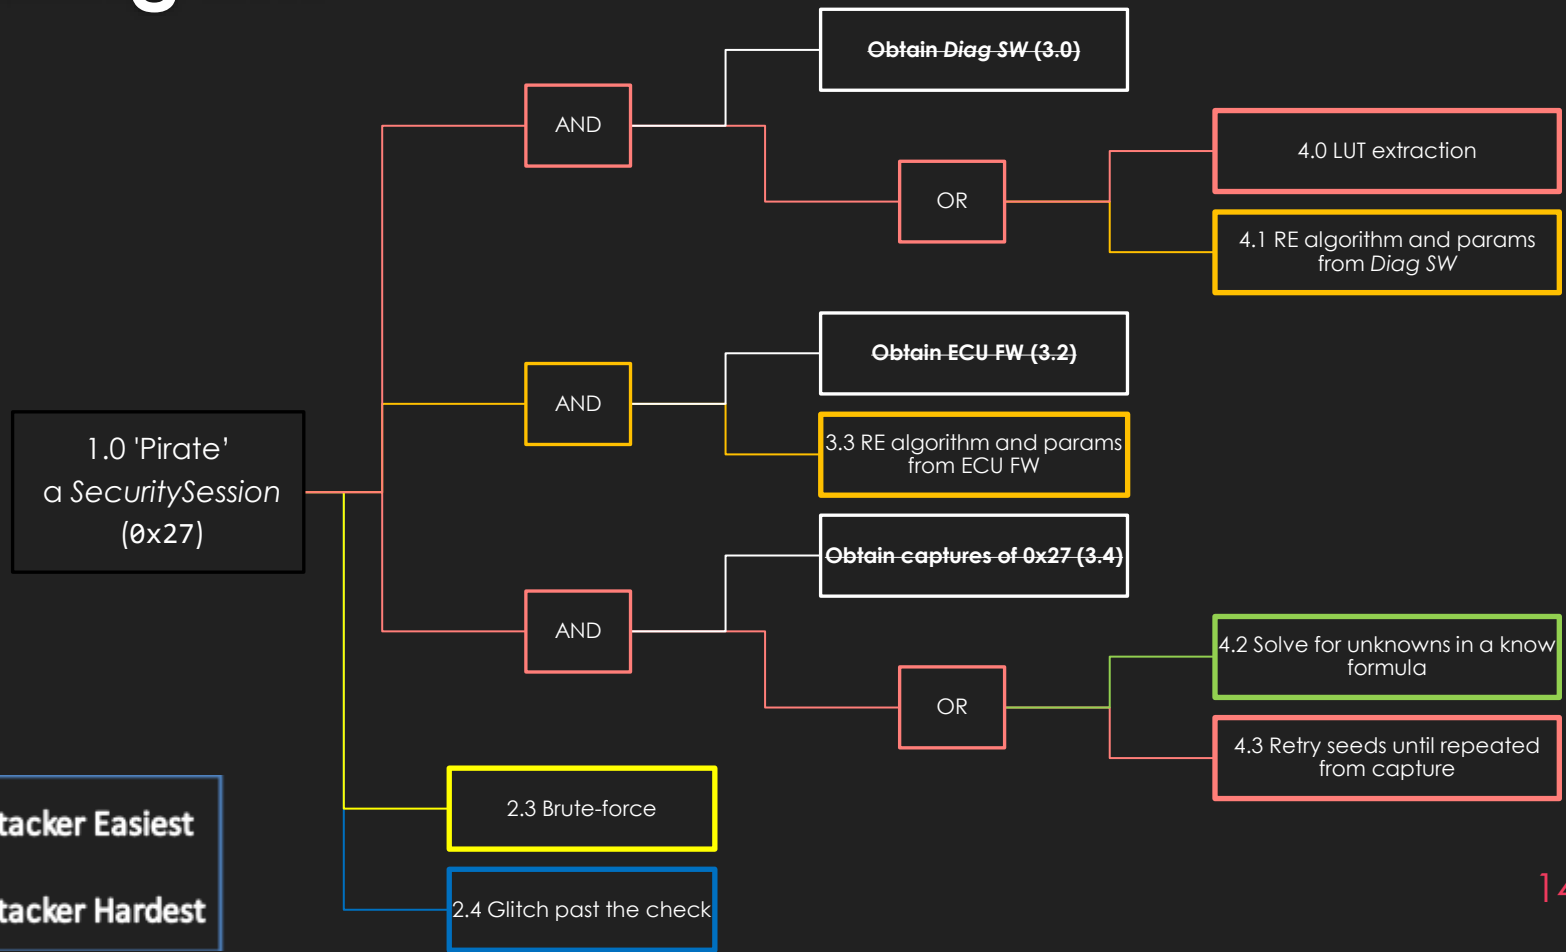 AND
Obtain Diag SW (3.0)
OR
4.0 LUT extraction
4.1 RE algorithm and params
from Diag SW
AND
Obtain ECU FW (3.2)
3.3 RE algorithm and params
from ECU FW
1.0 'Pirate’
a SecuritySession
(0x27)
AND
Obtain captures of 0x27 (3.4)
OR
4.2 Solve for unknowns in a know
formula
4.3 Retry seeds until repeated
from capture
2.3 Brute-force
2.4 Glitch past the check
tacker Easiest
tacker Hardest
14